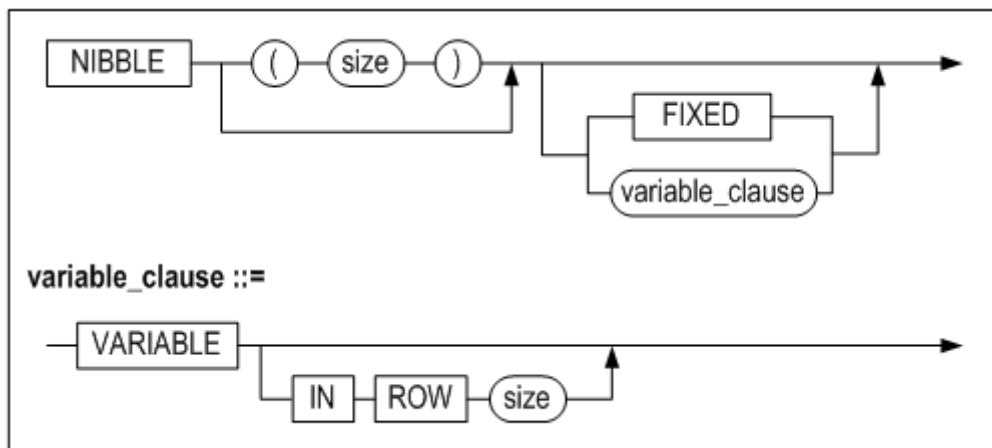 NIBBLE ( size )
FIXED
variable_clause
variable_clause ::=
VARIABLE
IN ROW size